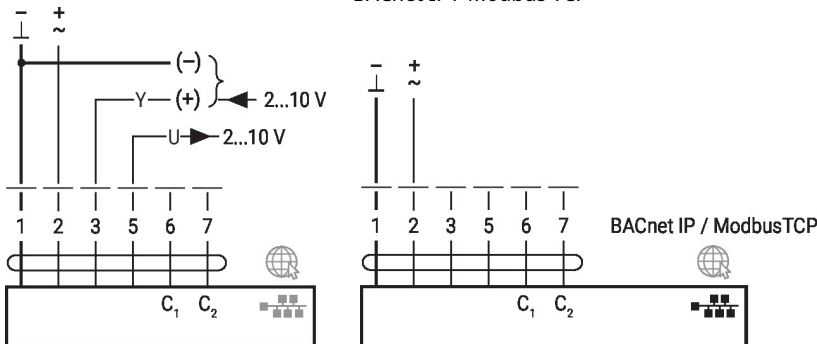 BACnet IP / Modbus TCP
− +
⊥ ~
(−)
Y (+) 2...10 V
U 2...10 V
1 2 3 5 6 7
C₁ C₂
− +
⊥ ~
1 2 3 5 6 7 BACnet IP / ModbusTCP
C₁ C₂